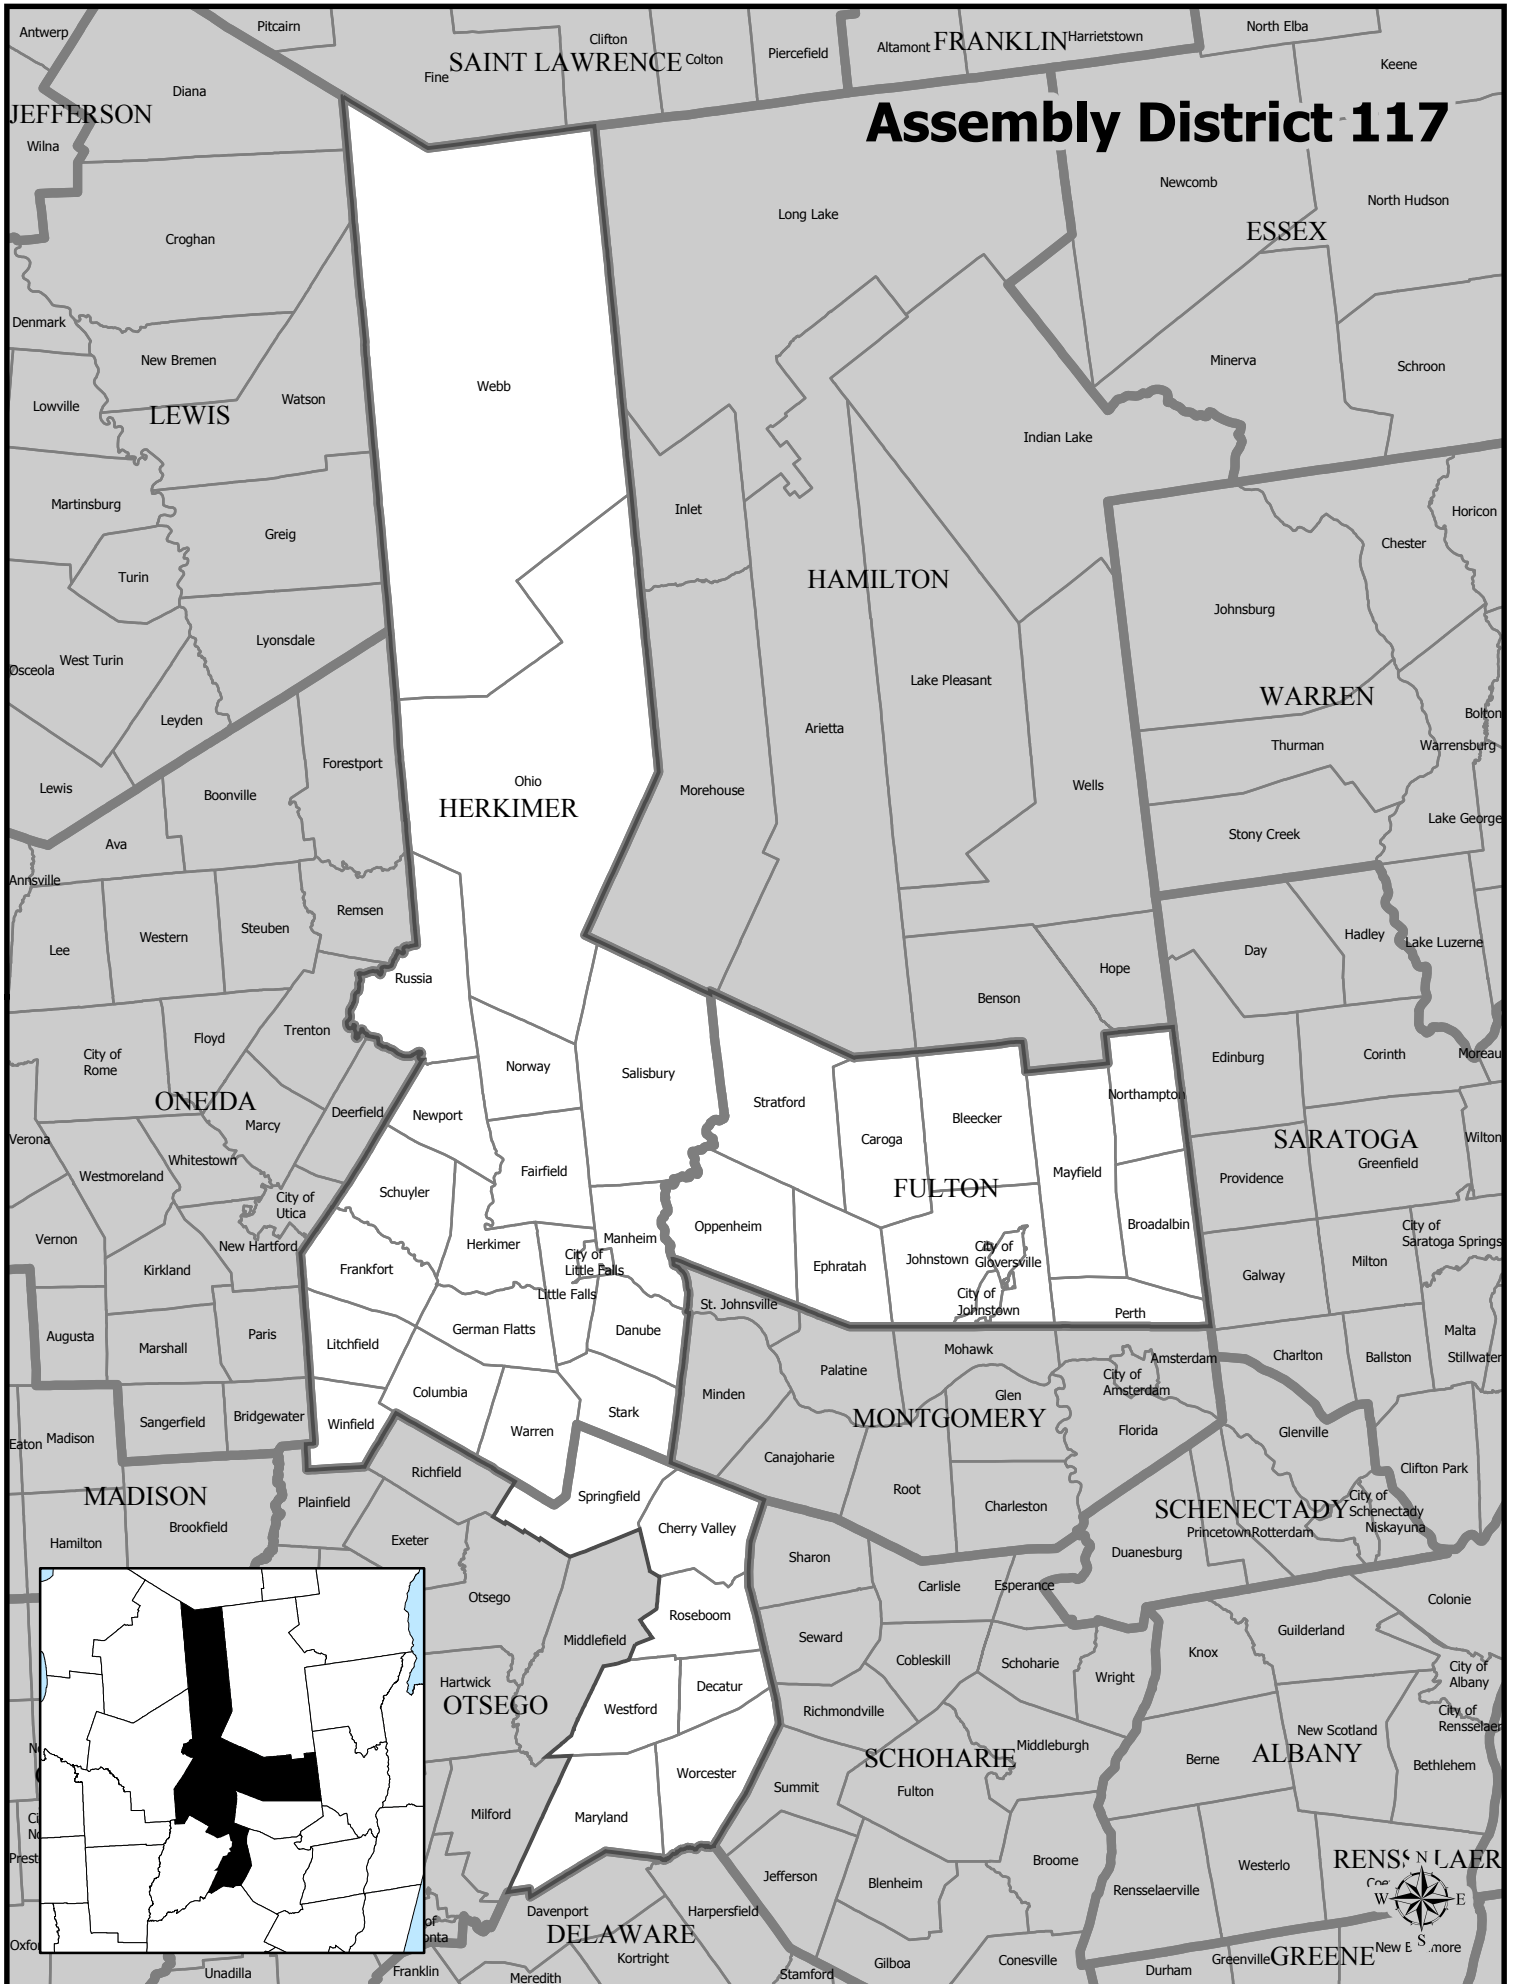 Assembly District 117
Antwerp
Pitcairn
Clifton
SAINT LAWRENCE
Colton
Fine
Piercefield
Altamont
FRANKLIN
Harrietstown
North Elba
Keene
Diana
JEFFERSON
Wilna
Newcomb
North Hudson
Long Lake
ESSEX
Croghan
Denmark
New Bremen
Minerva
Schroon
Webb
Watson
Lowville
LEWIS
Indian Lake
Martinsburg
Inlet
Horicon
Greig
Chester
Turin
HAMILTON
Johnsburg
Lyonsdale
Osceola
West Turin
Lake Pleasant
WARREN
Leyden
Bolton
Arietta
Thurman
Warrensburg
Forestport
Ohio
HERKIMER
Lewis
Boonville
Morehouse
Wells
Lake George
Stony Creek
Ava
Annsville
Remsen
Steuben
Western
Lee
Hadley
Lake Luzerne
Day
Hope
Russia
Benson
Trenton
Floyd
City of
Rome
Edinburg
Corinth
Moreau
Norway
Salisbury
Stratford
Northampton
ONEIDA
Deerfield
Newport
Marcy
Bleecker
Caroga
Verona
SARATOGA
Wilton
Greenfield
Whitestown
Westmoreland
Fairfield
Mayfield
Providence
Schuyler
FULTON
City of
Utica
Oppenheim
Broadalbin
City of
Saratoga Springs
Vernon
New Hartford
Herkimer
Manheim
City of
Little Falls
Johnstown
City of
Gloversville
Kirkland
Frankfort
Ephratah
Galway
Milton
Little Falls
City of
Johnstown
St. Johnsville
Perth
Augusta
Marshall
Paris
Litchfield
German Flatts
Danube
Malta
Mohawk
Amsterdam
Charlton
Ballston
Stillwater
Palatine
City of
Amsterdam
Columbia
Minden
Glen
Sangerfield
Bridgewater
Winfield
Warren
Stark
MONTGOMERY
Florida
Glenville
Eaton
Madison
Canajoharie
Richfield
Clifton Park
MADISON
Plainfield
Springfield
Root
Charleston
SCHENECTADY
City of
Schenectady
Niskayuna
Princetown
Rotterdam
Brookfield
Hamilton
Exeter
Cherry Valley
Duanesburg
Sharon
Carlisle
Esperance
Otsego
Colonie
Roseboom
Middlefield
Seward
Guilderland
Knox
Cobleskill
Schoharie
Wright
City of
Albany
Hartwick
OTSEGO
Decatur
Westford
Richmondville
City of
Rensselaer
New Scotland
ALBANY
Middleburgh
SCHOHARIE
Berne
Bethlehem
Worcester
Summit
Fulton
Milford
Maryland
Broome
Westerlo
Jefferson
Blenheim
Rensselaerville
N
W
E
S
Davenport
Harpersfield
DELAWARE
Kortright
Conesville
Greenville
GREENE
Gilboa
Durham
Unadilla
Franklin
Meredith
Stamford